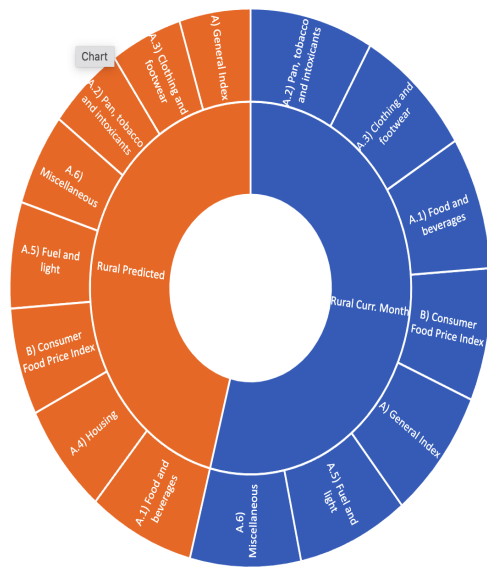 Chart
A.2) Pan, tobacco
and intoxicants
A.3) Clothing and
footwear
A.1) Food and
beverages
B) Consumer
Food Price Index
A) General Index
A.5) Fuel and
light
A.6)
Miscellaneous
Rural Curr. Month
A.1) Food and
beverages
A.4) Housing
B) Consumer
Food Price Index
A.5) Fuel and
light
A.6)
Miscellaneous
A.2) Pan, tobacco
and intoxicants
A.3) Clothing and
footwear
A) General Index
Rural Predicted